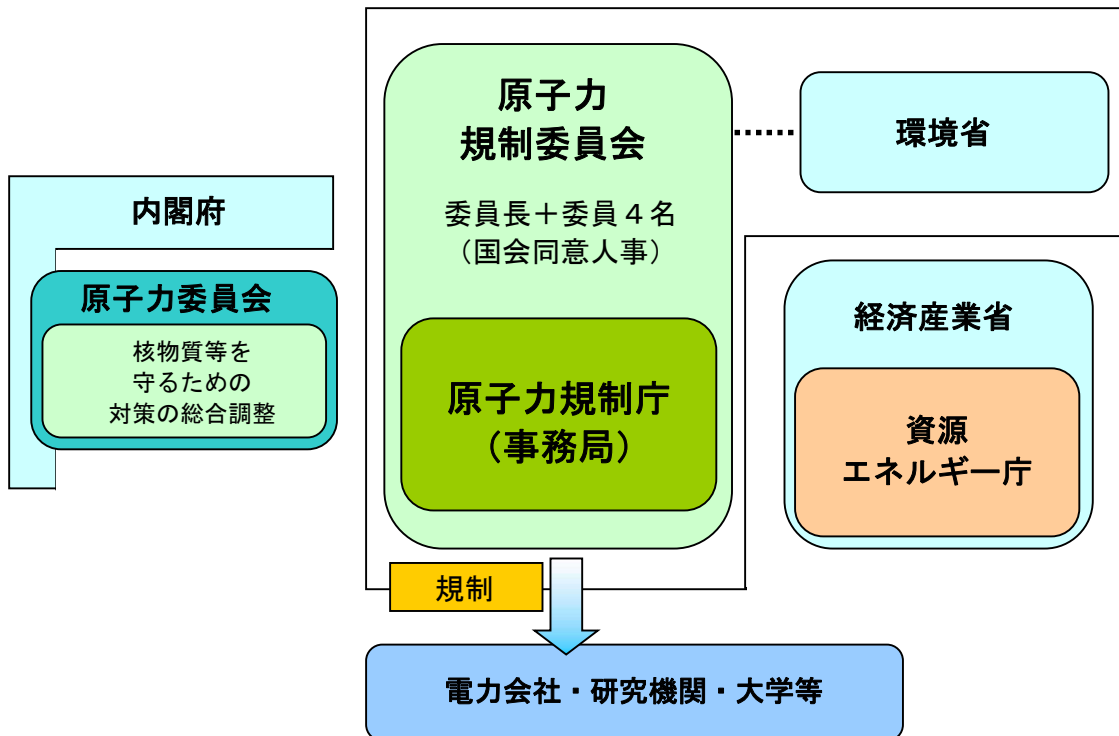 原子力
規制委員会
委員長＋委員４名
（国会同意人事）
原子力規制庁
（事務局）
環境省
内閣府
原子力委員会
核物質等を
守るための
対策の総合調整
経済産業省
資源
エネルギー庁
規制
電力会社・研究機関・大学等